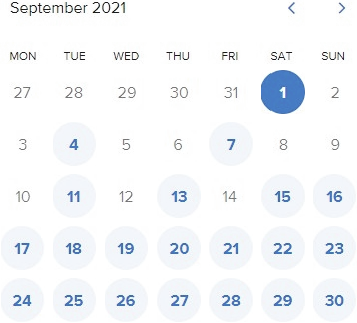 September 2021
MON TUE WED THU FRI SAT SUN
27 28 29 30 31 1 2
3 4 5 6 7 8 9
10 11 12 13 14 15 16
17 18 19 20 21 22 23
24 25 26 27 28 29 30